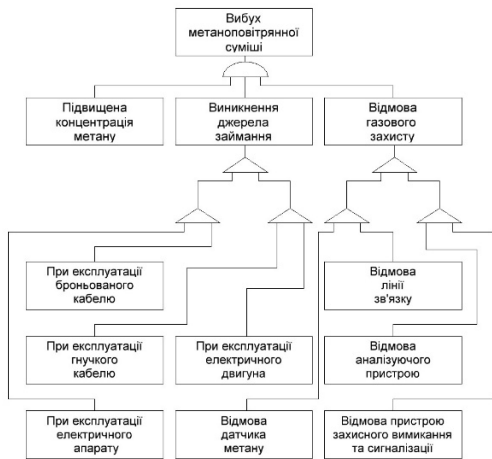 Вибух
метаноповітрянної
суміші
Підвищена
концентрація
метану
Виникнення
джерела
займання
Відмова
газового
захисту
При експлуатації
броньованого
кабелю
Відмова
лінії
зв'язку
При експлуатації
гнучкого
кабелю
При експлуатації
електричного
двигуна
Відмова
аналізуючого
пристрою
При експлуатації
електричного
апарату
Відмова
датчика
метану
Відмова пристрою
захисного вимикання
та сигналізації